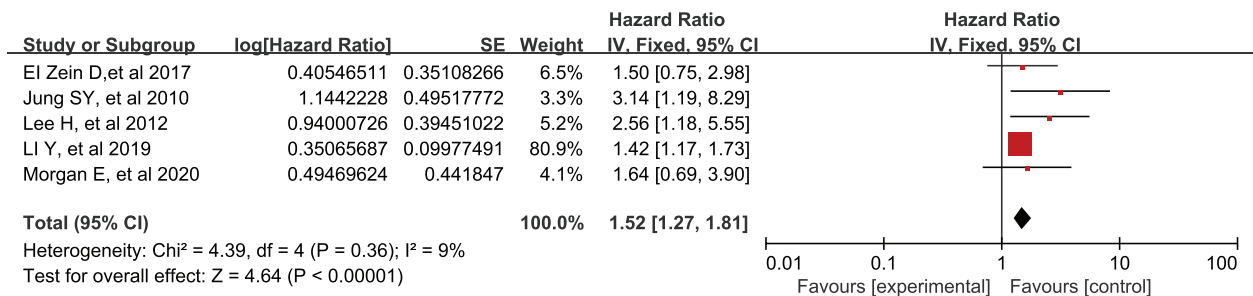 Hazard Ratio Hazard Ratio
Study or Subgroup log[Hazard Ratio] SE Weight IV, Fixed, 95% CI IV, Fixed, 95% CI
El Zein D,et al 2017 0.40546511 0.35108266 6.5% 1.50 [0.75, 2.98]
Jung SY, et al 2010 1.1442228 0.49517772 3.3% 3.14 [1.19, 8.29]
Lee H, et al 2012 0.94000726 0.39451022 5.2% 2.56 [1.18, 5.55]
LI Y, et al 2019 0.35065687 0.09977491 80.9% 1.42 [1.17, 1.73]
Morgan E, et al 2020 0.49469624 0.441847 4.1% 1.64 [0.69, 3.90]
Total (95% CI) 100.0% 1.52 [1.27, 1.81]
Heterogeneity: Chi² = 4.39, df = 4 (P = 0.36); I² = 9%
Test for overall effect: Z = 4.64 (P < 0.00001)
0.01 0.1 1 10 100
Favours [experimental] Favours [control]